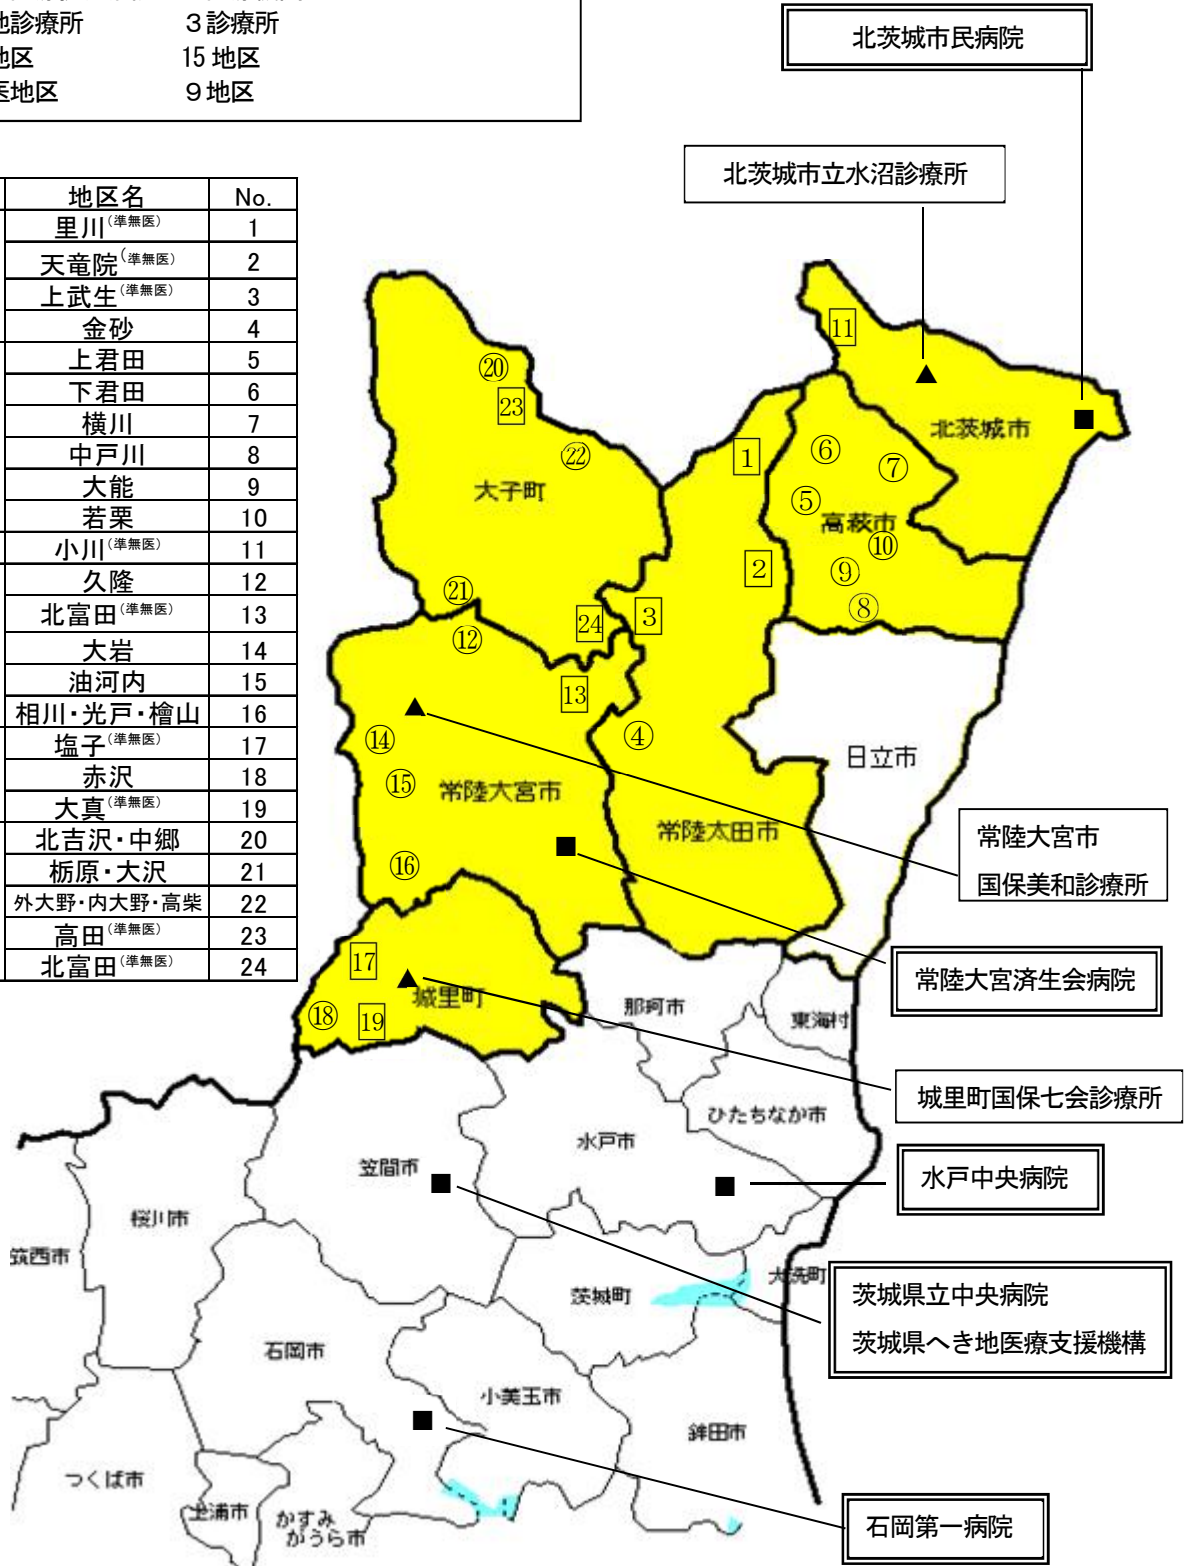 地診療所 3診療所
地区 15地区
医地区 9地区
北茨城市民病院
北茨城市立水沼診療所
地区名 No.
里川(準無医) 1
天竜院(準無医) 2
上武生(準無医) 3
金砂 4
上君田 5
下君田 6
横川 7
中戸川 8
大能 9
若栗 10
小川(準無医) 11
久隆 12
北富田(準無医) 13
大岩 14
油河内 15
相川・光戸・檜山 16
塩子(準無医) 17
赤沢 18
大真(準無医) 19
北吉沢・中郷 20
栃原・大沢 21
外大野・内大野・高柴 22
高田(準無医) 23
北富田(準無医) 24
11
⑳
23
北茨城市
1
⑥
㉒
⑦
大子町
⑤
高萩市
⑩
2
⑨
㉑
⑧
24
3
⑫
13
⑭
④
日立市
⑮
常陸大宮市
常陸太田市
⑯
常陸大宮市
国保美和診療所
17
常陸大宮済生会病院
城里町
⑱
19
那珂市
東海村
城里町国保七会診療所
ひたちなか市
水戸市
笠間市
水戸中央病院
桜川市
筑西市
大洗町
茨城町
茨城県立中央病院
茨城県へき地医療支援機構
石岡市
小美玉市
鉾田市
つくば市
土浦市
かすみ
がうら市
石岡第一病院